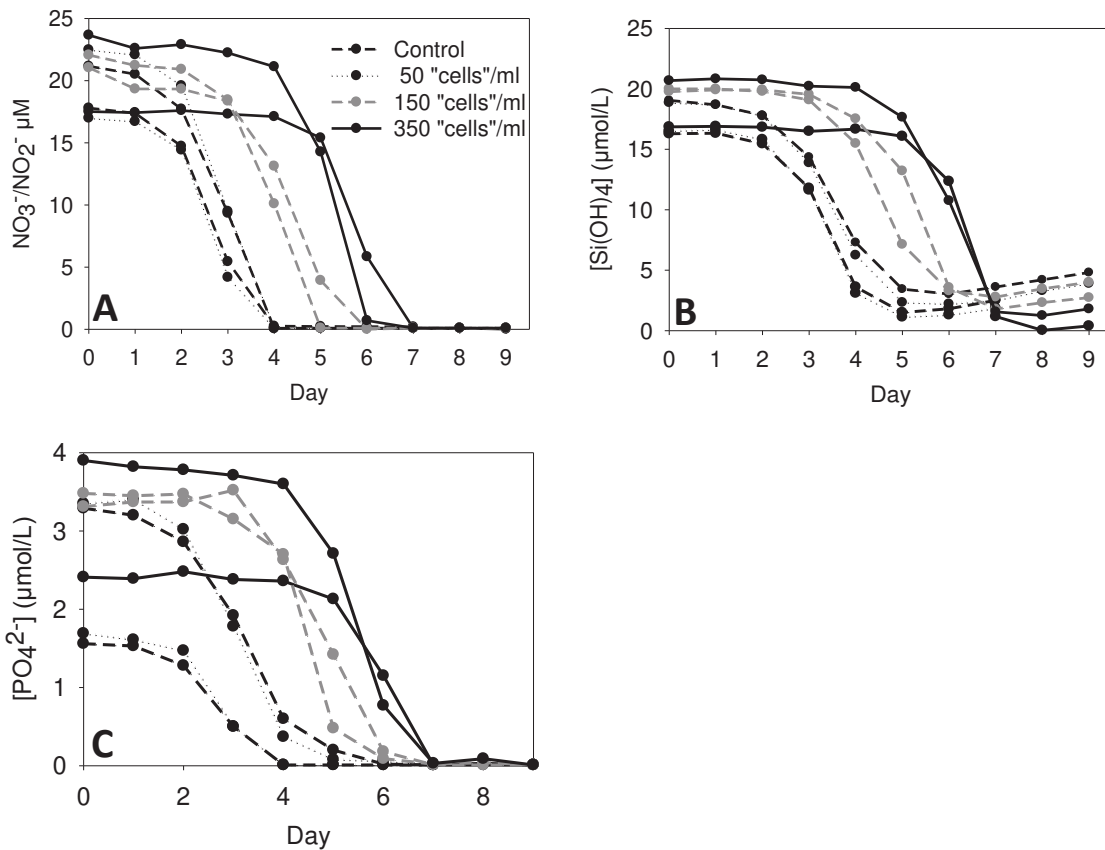 25
20
15
10
5
0
NO₃⁻/NO₂⁻ µM
Control
50 "cells"/ml
150 "cells"/ml
350 "cells"/ml
A
0 1 2 3 4 5 6 7 8 9
Day
25
20
15
10
5
0
[Si(OH)4] (µmol/L)
B
0 1 2 3 4 5 6 7 8 9
Day
4
3
2
1
0
[PO₄²⁻] (µmol/L)
C
0 2 4 6 8
Day